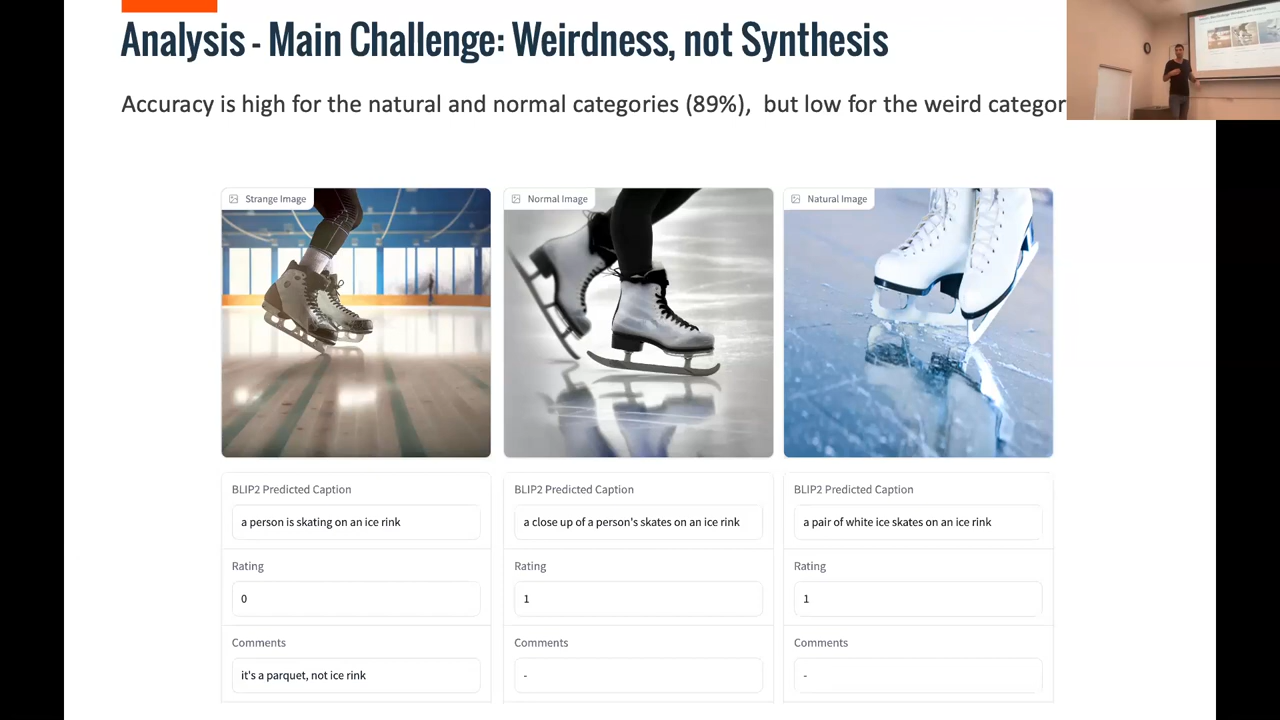 Analysis - Main Challenge: Weirdness, not Synthesis
Accuracy is high for the natural and normal categories (89%), but low for the weird
Strange Image
Normal Image
Natural Image
BLIP2 Predicted Caption
BLIP2 Predicted Caption
BLIP2 Predicted Caption
a person is skating on an ice rink
a close up of a person's skates on an ice rink
a pair of white ice skates on an ice rink
Rating
Rating
Rating
0
1
1
Comments
Comments
Comments
it's a parquet, not ice rink
-
-